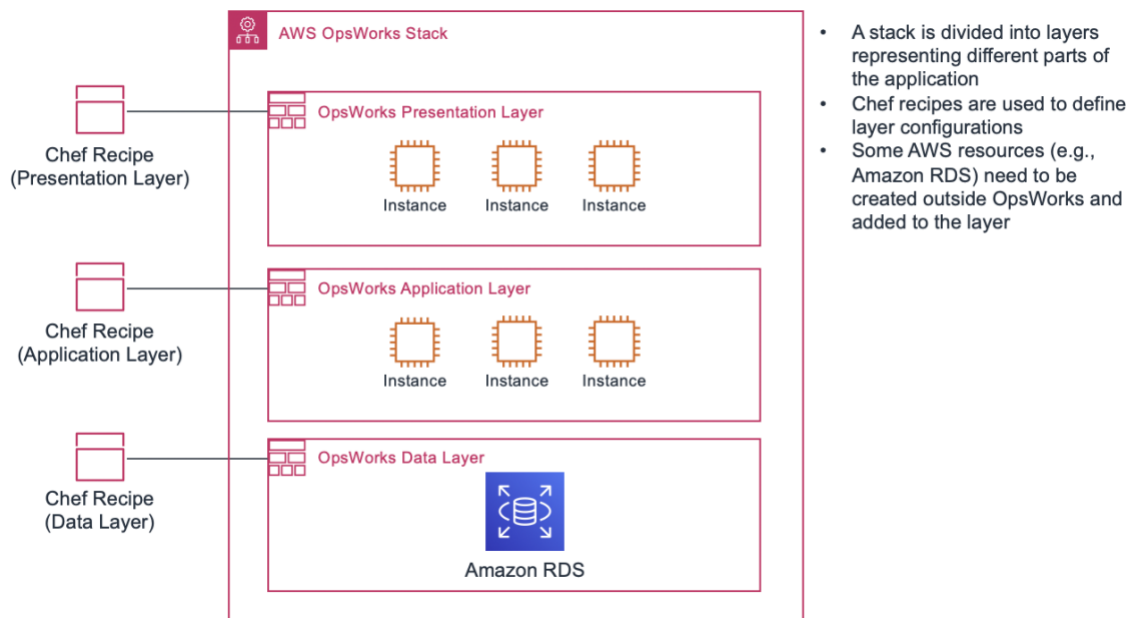 AWS OpsWorks Stack
Chef Recipe
(Presentation Layer)
OpsWorks Presentation Layer
Instance
Instance
Instance
Chef Recipe
(Application Layer)
OpsWorks Application Layer
Instance
Instance
Instance
Chef Recipe
(Data Layer)
OpsWorks Data Layer
Amazon RDS
• A stack is divided into layers
representing different parts of
the application
• Chef recipes are used to define
layer configurations
• Some AWS resources (e.g.,
Amazon RDS) need to be
created outside OpsWorks and
added to the layer